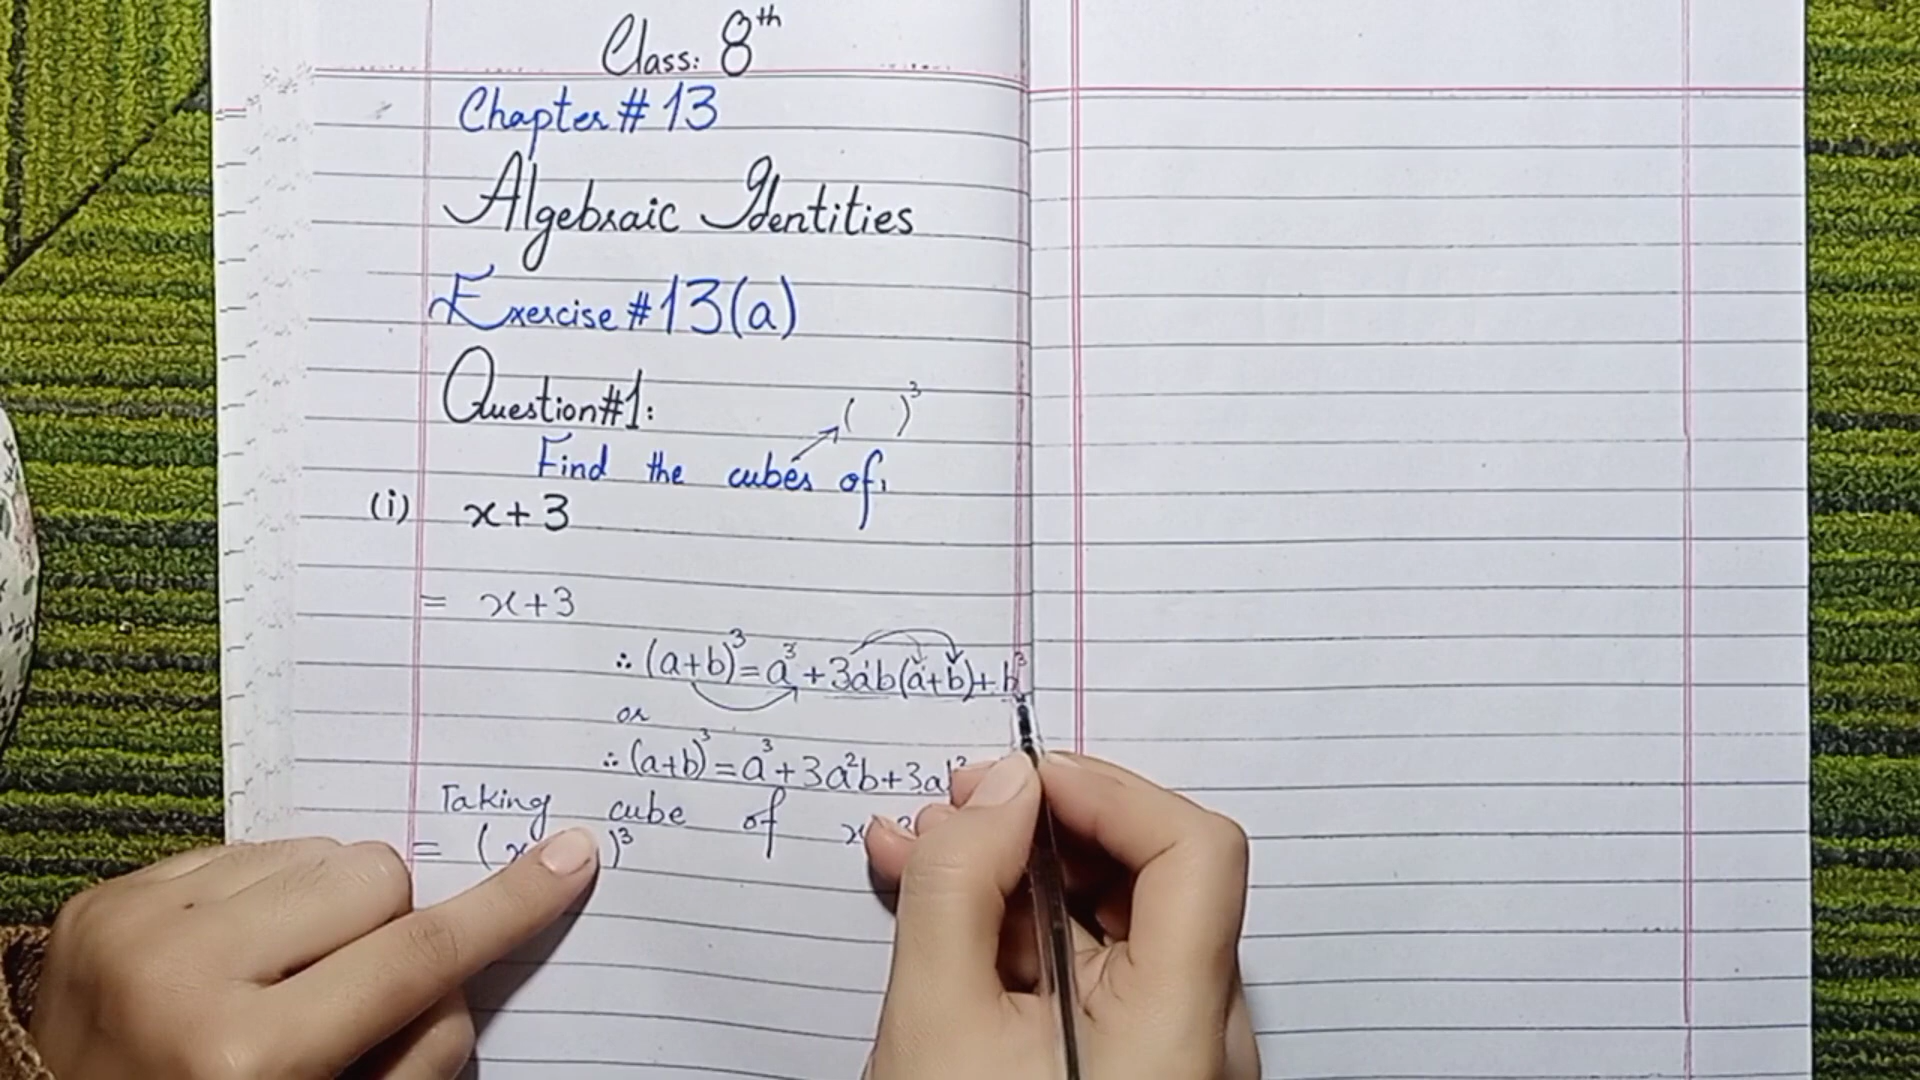 Class: 8th
Chapter # 13
Algebraic Identities
Exercise # 13(a)
Question#1:
( )³
Find the cubes of,
(i) x+3
= x+3
∴ (a+b)³ = a³ + 3ab(a+b) + b³
or
∴ (a+b)³ = a³ + 3a²b + 3a
Taking cube of x
= (x )³